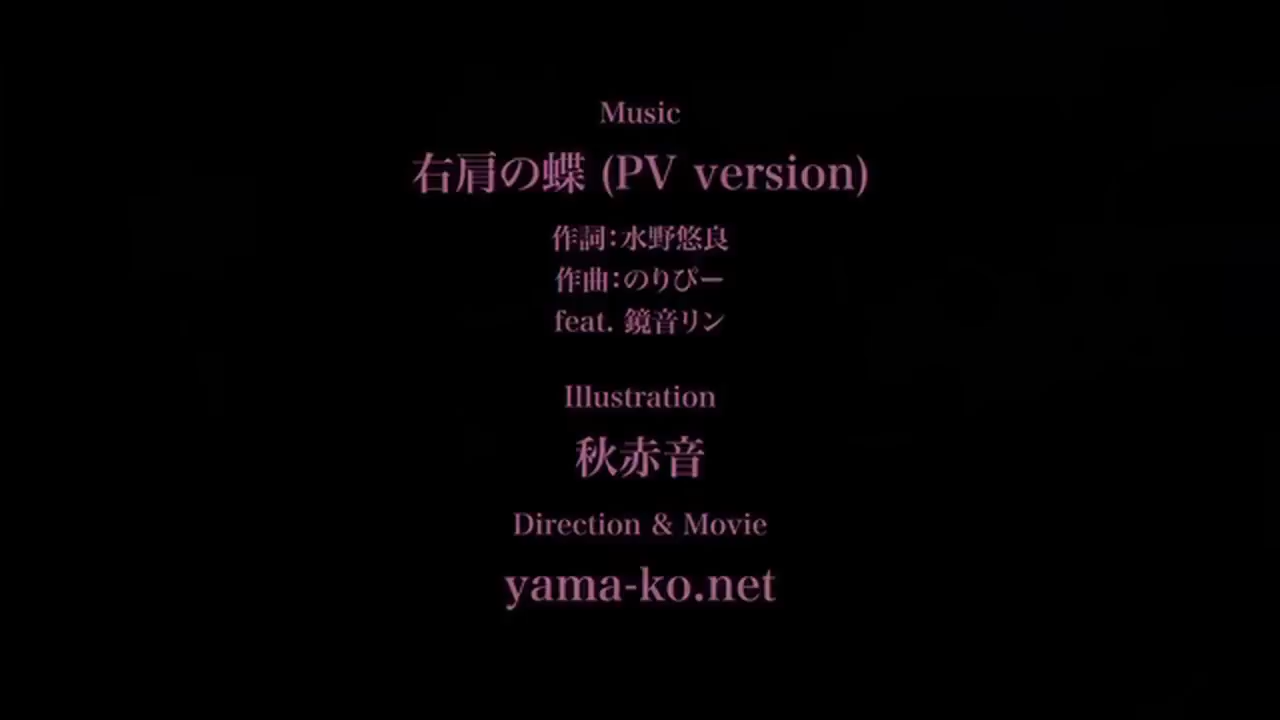 Music
右肩の蝶 (PV version)
作詞:水野悠良
作曲:のりぴー
feat. 鏡音リン
Illustration
秋赤音
Direction & Movie
yama-ko.net